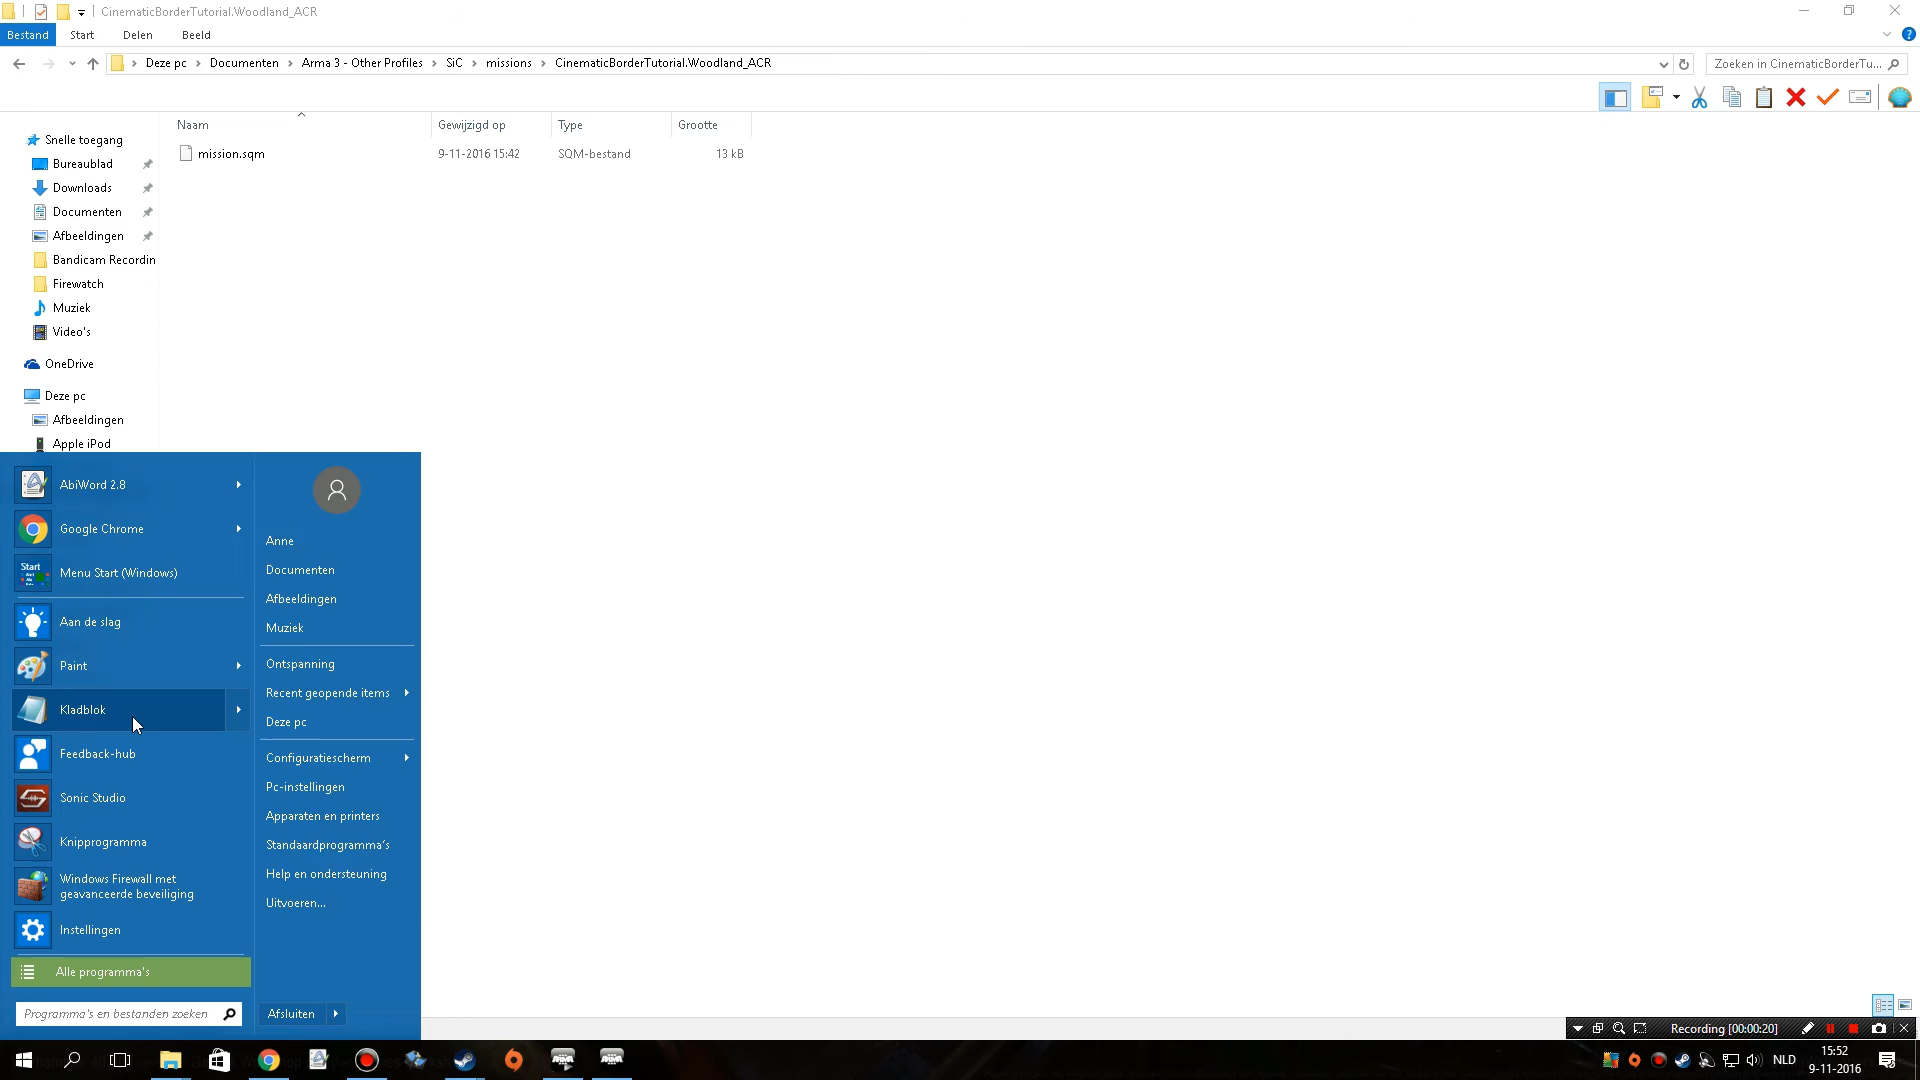 CinematicBorderTutorial.Woodland_ACR
Bestand Start Delen Beeld
Deze pc Documenten Arma 3 - Other Profiles SiC missions CinematicBorderTutorial.Woodland_ACR
Zoeken in CinematicBorderTu...
Naam Gewijzigd op Type Grootte
mission.sqm 9-11-2016 15:42 SQM-bestand 13 kB
Snelle toegang
Bureaublad
Downloads
Documenten
Afbeeldingen
Bandicam Recordin
Firewatch
Muziek
Video's
OneDrive
Deze pc
Afbeeldingen
Apple iPod
AbiWord 2.8
Google Chrome
Start
Menu Start (Windows)
Aan de slag
Paint
Kladblok
Feedback-hub
Sonic Studio
Knipprogramma
Windows Firewall met
geavanceerde beveiliging
Instellingen
Alle programma's
Programma's en bestanden zoeken
Anne
Documenten
Afbeeldingen
Muziek
Ontspanning
Recent geopende items
Deze pc
Configuratiescherm
Pc-instellingen
Apparaten en printers
Standaardprogramma's
Help en ondersteuning
Uitvoeren...
Afsluiten
Recording [00:00:20]
NLD
15:52
9-11-2016